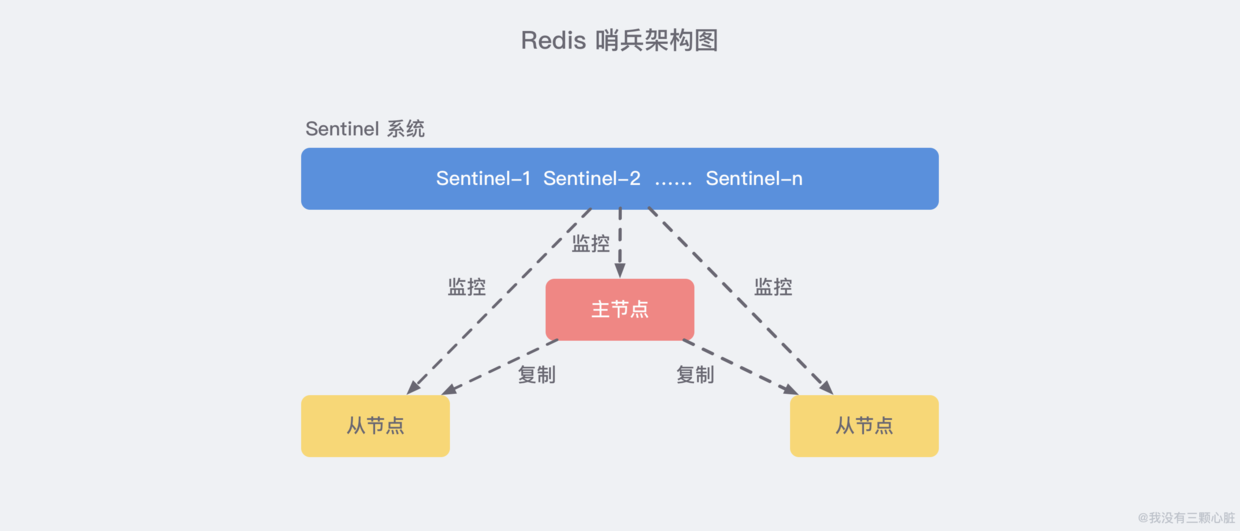 Redis 哨兵架构图
Sentinel 系统
Sentinel-1 Sentinel-2 …… Sentinel-n
监控
监控
监控
主节点
复制
复制
从节点
从节点
@我没有三颗心脏